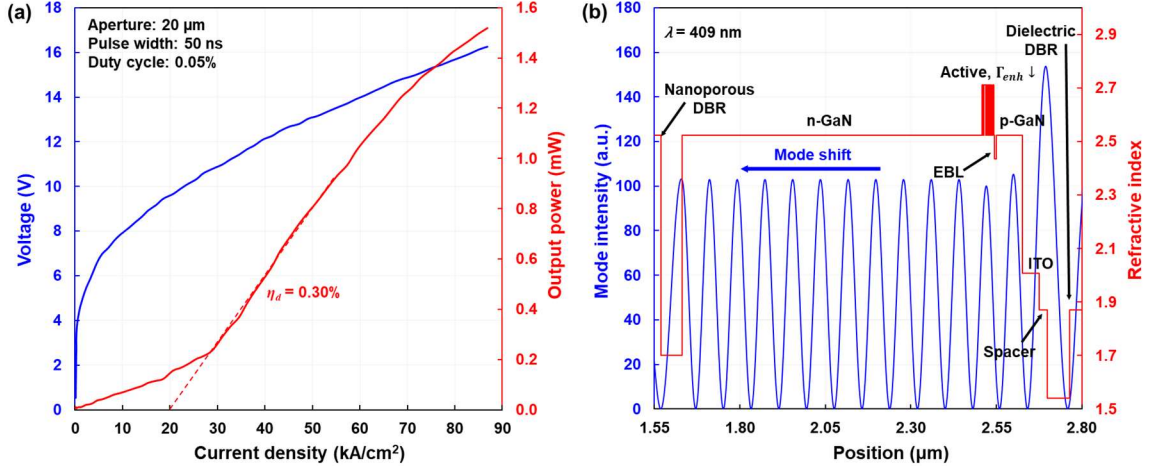 (a)
Aperture: 20 µm
Pulse width: 50 ns
Duty cycle: 0.05%
η_d = 0.30%
Voltage (V)
18
16
14
12
10
8
6
4
2
0
Output power (mW)
1.6
1.4
1.2
1.0
0.8
0.6
0.4
0.2
0.0
0 10 20 30 40 50 60 70 80 90
Current density (kA/cm²)
(b)
λ = 409 nm
Dielectric
DBR
Active, Γ_enh ↓
Nanoporous
DBR
n-GaN
p-GaN
Mode shift
EBL
ITO
Spacer
Mode intensity (a.u.)
180
160
140
120
100
80
60
40
20
0
Refractive index
2.9
2.7
2.5
2.3
2.1
1.9
1.7
1.5
1.55 1.80 2.05 2.30 2.55 2.80
Position (µm)